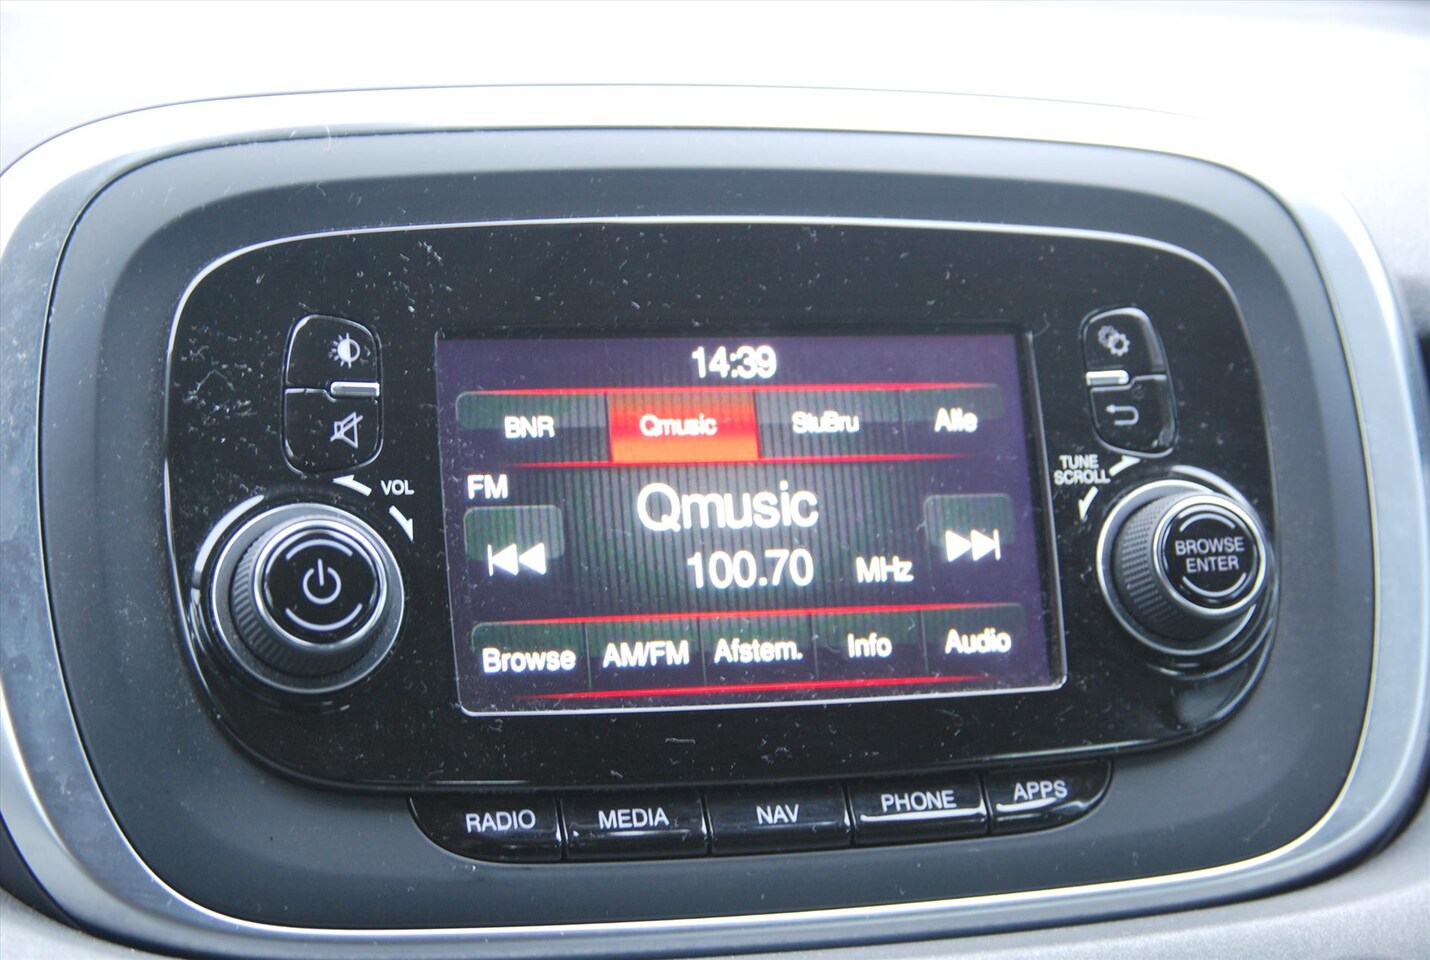 14:39
BNR Qmusic StuBru Alle
VOL
FM
TUNE
SCROLL
Qmusic
100.70 MHz
BROWSE
ENTER
Browse AM/FM Afstem. Info Audio
RADIO MEDIA NAV PHONE APPS